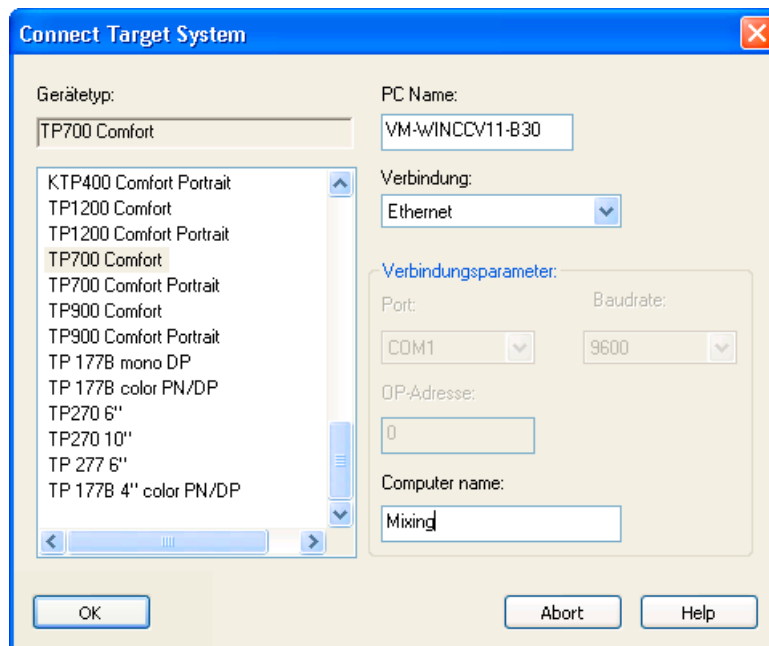 Connect Target System
Gerätetyp:
TP700 Comfort
KTP400 Comfort Portrait
TP1200 Comfort
TP1200 Comfort Portrait
TP700 Comfort
TP700 Comfort Portrait
TP900 Comfort
TP900 Comfort Portrait
TP 177B mono DP
TP 177B color PN/DP
TP270 6"
TP270 10"
TP 277 6"
TP 177B 4" color PN/DP
PC Name:
VM-WINCCV11-B30
Verbindung:
Ethernet
Verbindungsparameter:
Port:
Baudrate:
COM1
9600
OP-Adresse:
0
Computer name:
Mixing
OK
Abort
Help